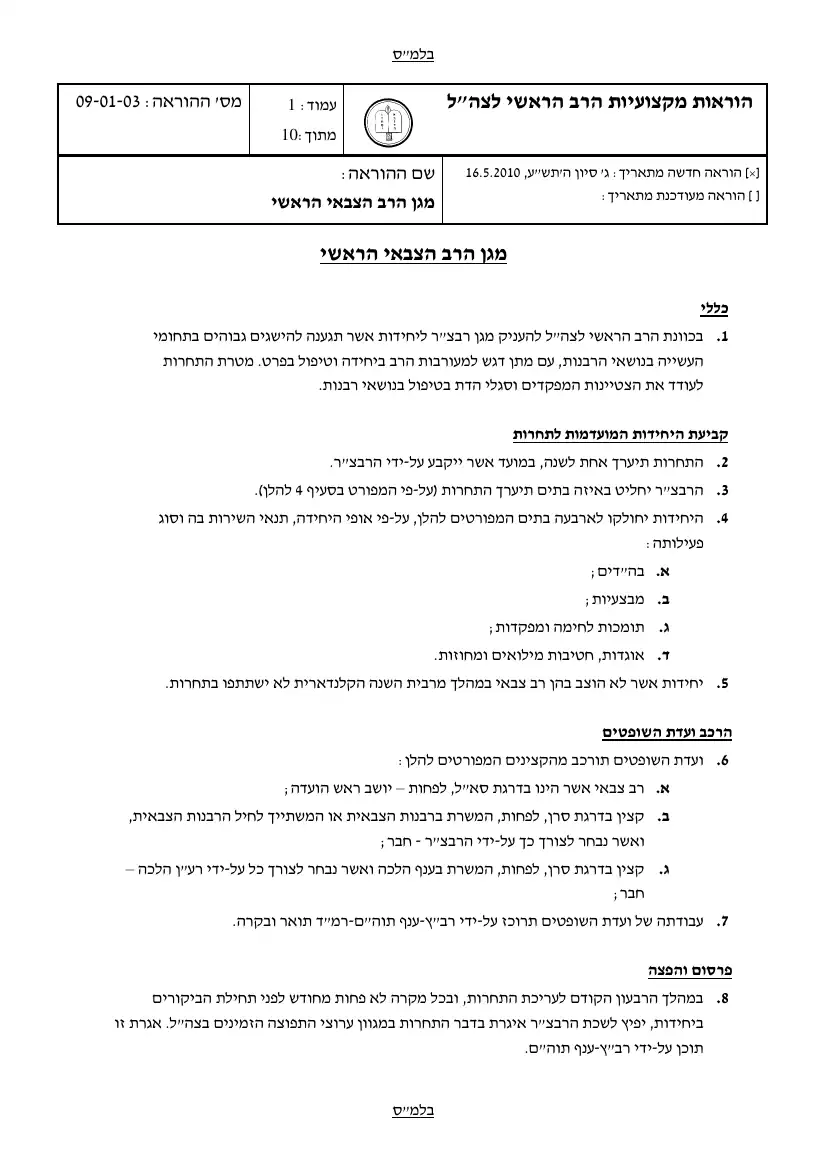 בלמ״ס
הוראות מקצועיות הרב הראשי לצה״ל
עמוד : 1
מתוך :10
מס׳ ההוראה : 09-01-03
[×] הוראה חדשה מתאריך : ג׳ סיון ה׳תש״ע, 16.5.2010
[ ] הוראה מעודכנת מתאריך :
שם ההוראה :
מגן הרב הצבאי הראשי
מגן הרב הצבאי הראשי
כללי
1. בכוונת הרב הראשי לצה״ל להעניק מגן רבצ״ר ליחידות אשר תגענה להישגים גבוהים בתחומי
העשייה בנושאי הרבנות, עם מתן דגש למעורבות הרב ביחידה וטיפול בפרט. מטרת התחרות
לעודד את הצטיינות המפקדים וסגלי הדת בטיפול בנושאי רבנות.
קביעת היחידות המועדמות לתחרות
2. התחרות תיערך אחת לשנה, במועד אשר ייקבע על-ידי הרבצ״ר.
3. הרבצ״ר יחליט באיזה בתים תיערך התחרות (על-פי המפורט בסעיף 4 להלן).
4. היחידות יחולקו לארבעה בתים המפורטים להלן, על-פי אופי היחידה, תנאי השירות בה וסוג
פעילותה :
א. בה״דים ;
ב. מבצעיות ;
ג. תומכות לחימה ומפקדות ;
ד. אוגדות, חטיבות מילואים ומחוזות.
5. יחידות אשר לא הוצב בהן רב צבאי במהלך מרבית השנה הקלנדארית לא ישתתפו בתחרות.
הרכב ועדת השופטים
6. ועדת השופטים תורכב מהקצינים המפורטים להלן :
א. רב צבאי אשר הינו בדרגת סא״ל, לפחות – יושב ראש הועדה ;
ב. קצין בדרגת סרן, לפחות, המשרת ברבנות הצבאית או המשתייך לחיל הרבנות הצבאית,
ואשר נבחר לצורך כך על-ידי הרבצ״ר - חבר ;
ג. קצין בדרגת סרן, לפחות, המשרת בענף הלכה ואשר נבחר לצורך כל על-ידי רע״ן הלכה –
חבר ;
7. עבודתה של ועדת השופטים תרוכז על-ידי רב״ץ-ענף תוה״ם-רמ״ד תואר ובקרה.
פרסום והפצה
8. במהלך הרבעון הקודם לעריכת התחרות, ובכל מקרה לא פחות מחודש לפני תחילת הביקורים
ביחידות, יפיץ לשכת הרבצ״ר איגרת בדבר התחרות במגוון ערוצי התפוצה הזמינים בצה״ל. אגרת זו
תוכן על-ידי רב״ץ-ענף תוה״ם.
בלמ״ס